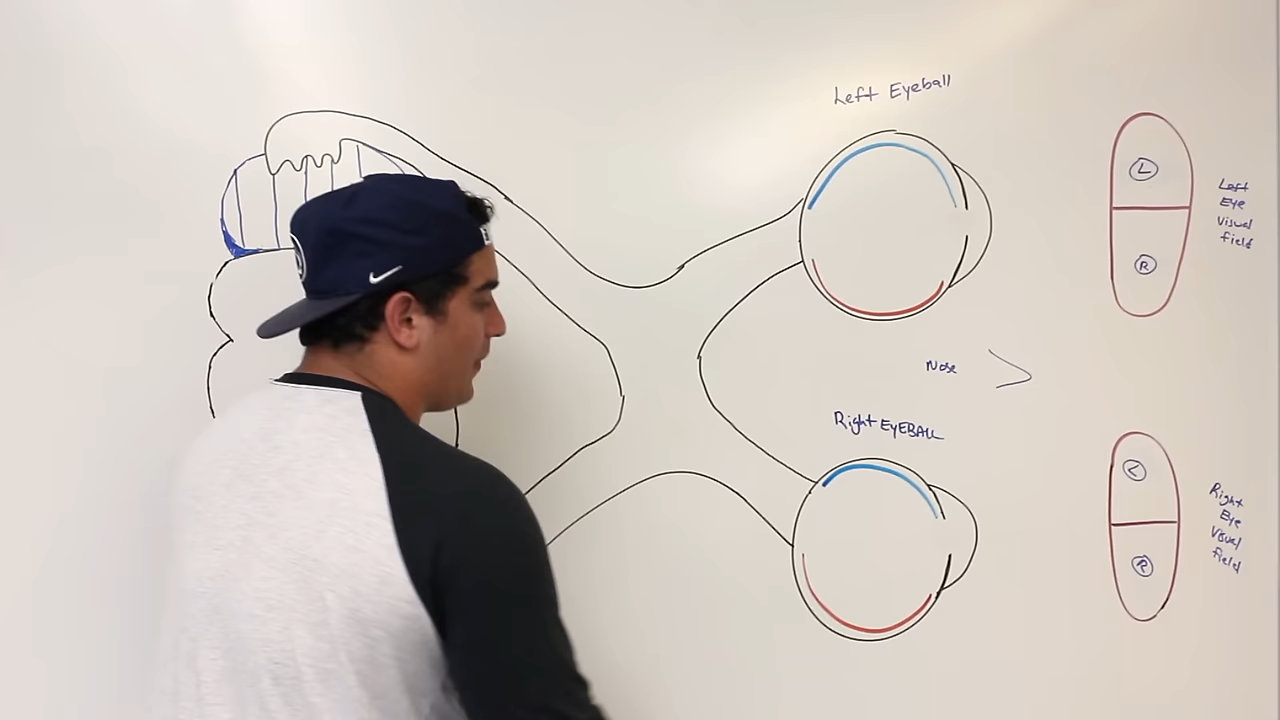 Left Eyeball
L
R
Left
Eye
Visual
field
Nose
Right EYEBALL
L
R
Right
Eye
Visual
field